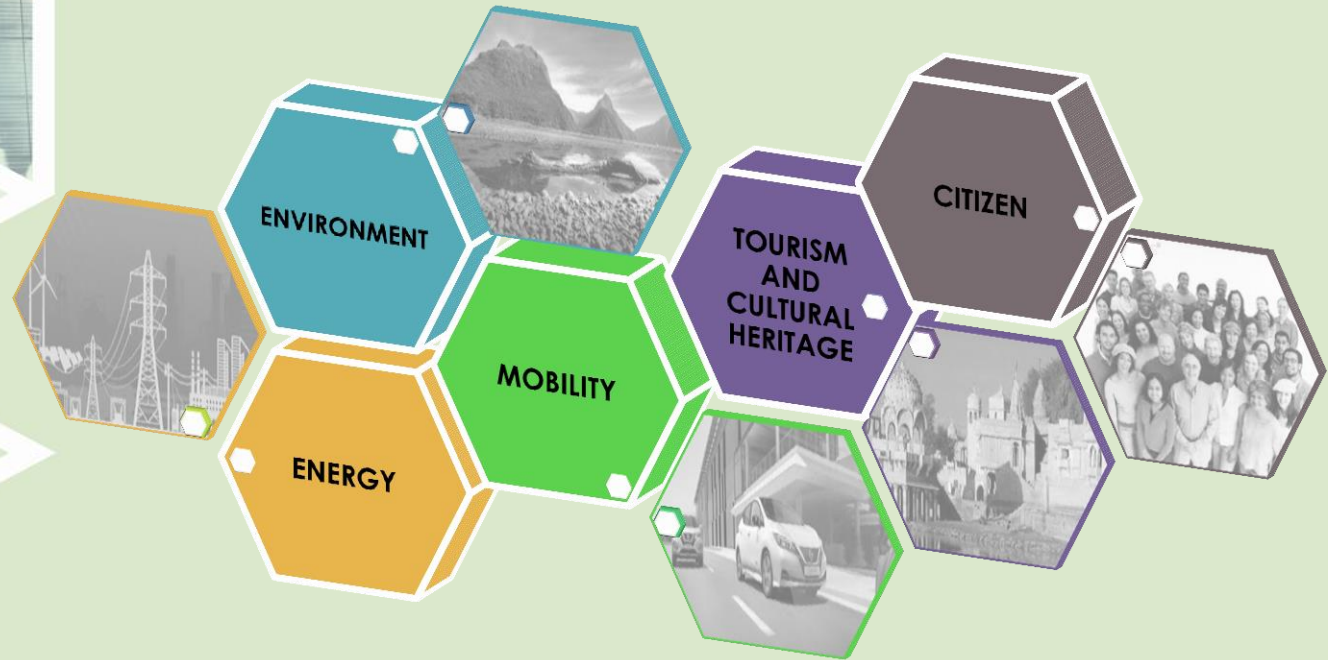 ENVIRONMENT
ENERGY
MOBILITY
TOURISM
AND
CULTURAL
HERITAGE
CITIZEN